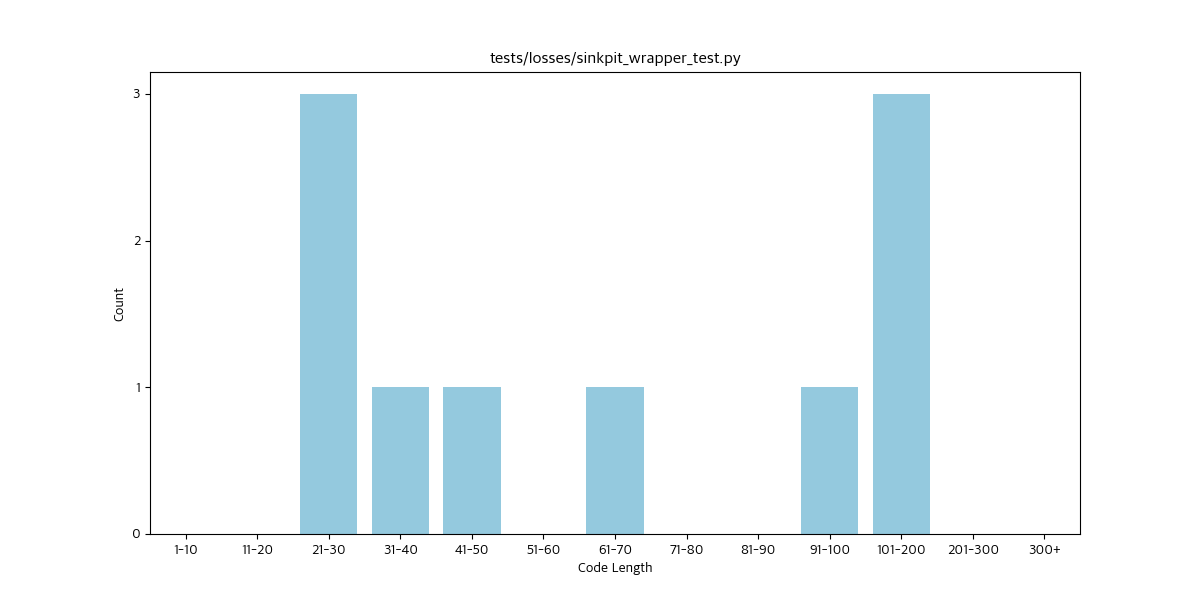 tests/losses/sinkpit_wrapper_test.py
3
2
1
0
Count
1-10 11-20 21-30 31-40 41-50 51-60 61-70 71-80 81-90 91-100 101-200 201-300 300+
Code Length